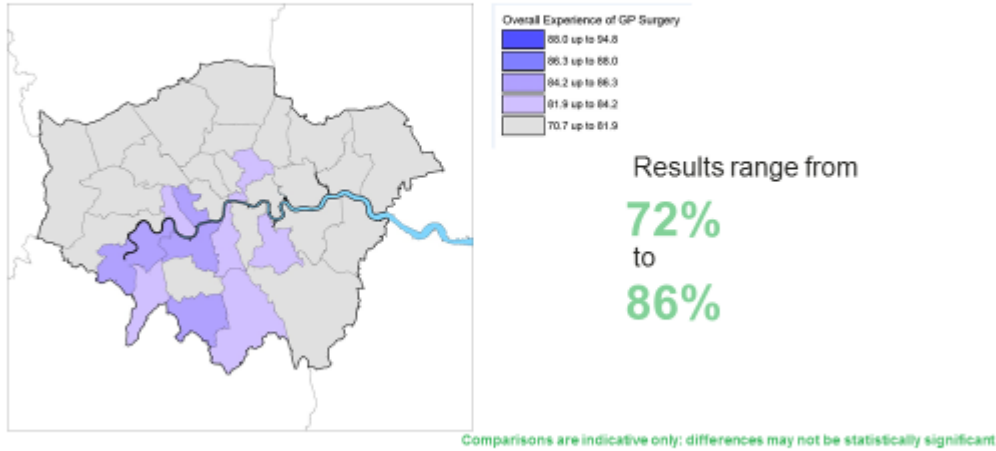 Overall Experience of GP Surgery
88.0 up to 94.8
86.3 up to 88.0
84.2 up to 86.3
81.9 up to 84.2
70.7 up to 81.9
Results range from
72%
to
86%
Comparisons are indicative only: differences may not be statistically significant